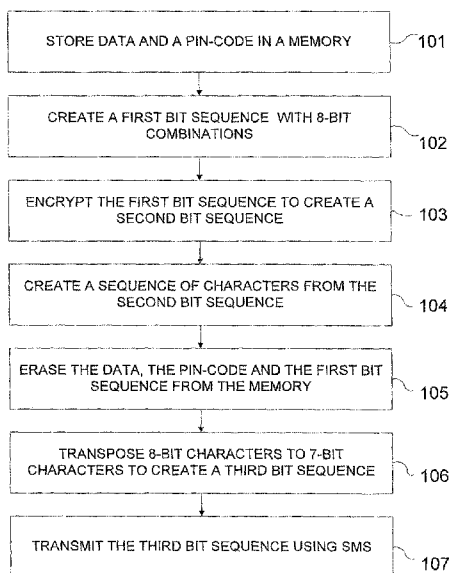 STORE DATA AND A PIN-CODE IN A MEMORY
101
CREATE A FIRST BIT SEQUENCE WITH 8-BIT
COMBINATIONS
102
ENCRYPT THE FIRST BIT SEQUENCE TO CREATE A
SECOND BIT SEQUENCE
103
CREATE A SEQUENCE OF CHARACTERS FROM THE
SECOND BIT SEQUENCE
104
ERASE THE DATA, THE PIN-CODE AND THE FIRST BIT
SEQUENCE FROM THE MEMORY
105
TRANSPOSE 8-BIT CHARACTERS TO 7-BIT
CHARACTERS TO CREATE A THIRD BIT SEQUENCE
106
TRANSMIT THE THIRD BIT SEQUENCE USING SMS
107